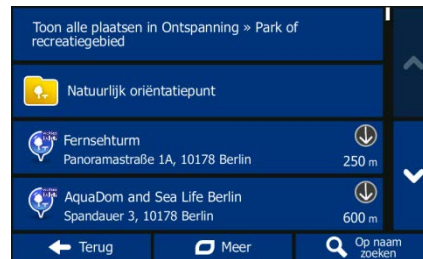 Toon alle plaatsen in Ontspanning » Park of
recreatiegebied
Natuurlijk oriëntatiepunt
Fernsehturm
Panoramastraße 1A, 10178 Berlin
250 m
AquaDom and Sea Life Berlin
Spandauer 3, 10178 Berlin
600 m
Terug
Meer
Op naam
zoeken